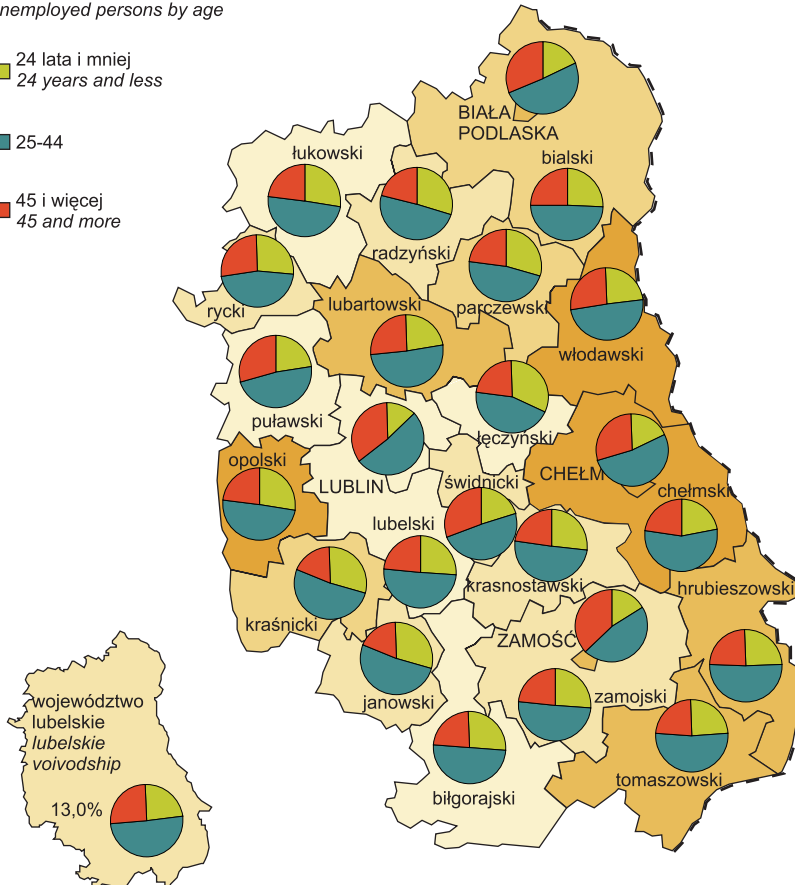 nemployed persons by age
24 lata i mniej
24 years and less
25-44
45 i więcej
45 and more
BIAŁA
PODLASKA
bialski
łukowski
radzyński
parczewski
rycki
lubartowski
włodawski
puławski
łęczyński
opolski
LUBLIN
świdnicki
CHEŁM
chełmski
lubelski
krasnostawski
hrubieszowski
kraśnicki
ZAMOŚĆ
janowski
zamojski
biłgorajski
tomaszowski
województwo
lubelskie
lubelskie
voivodship
13,0%